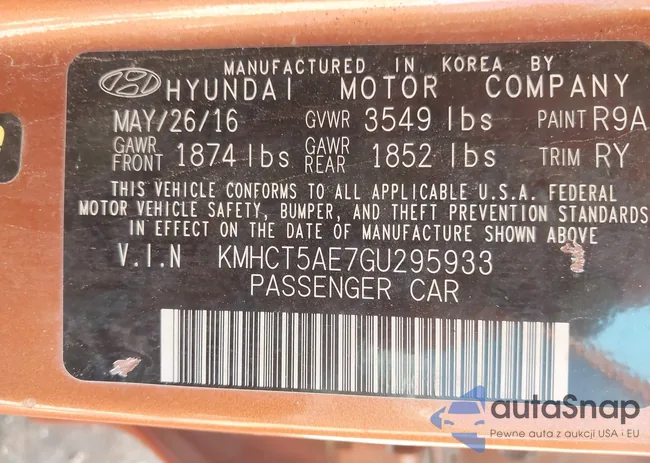 MANUFACTURED IN KOREA BY
HYUNDAI MOTOR COMPANY
MAY/26/16 GVWR 3549 lbs PAINT R9A
GAWR FRONT 1874 lbs GAWR REAR 1852 lbs TRIM RY
THIS VEHICLE CONFORMS TO ALL APPLICABLE U.S.A. FEDERAL
MOTOR VEHICLE SAFETY, BUMPER, AND THEFT PREVENTION STANDARDS
IN EFFECT ON THE DATE OF MANUFACTURE SHOWN ABOVE
V.I.N KMHCT5AE7GU295933
PASSENGER CAR
autaSnap
Pewne auta z aukcji USA i EU